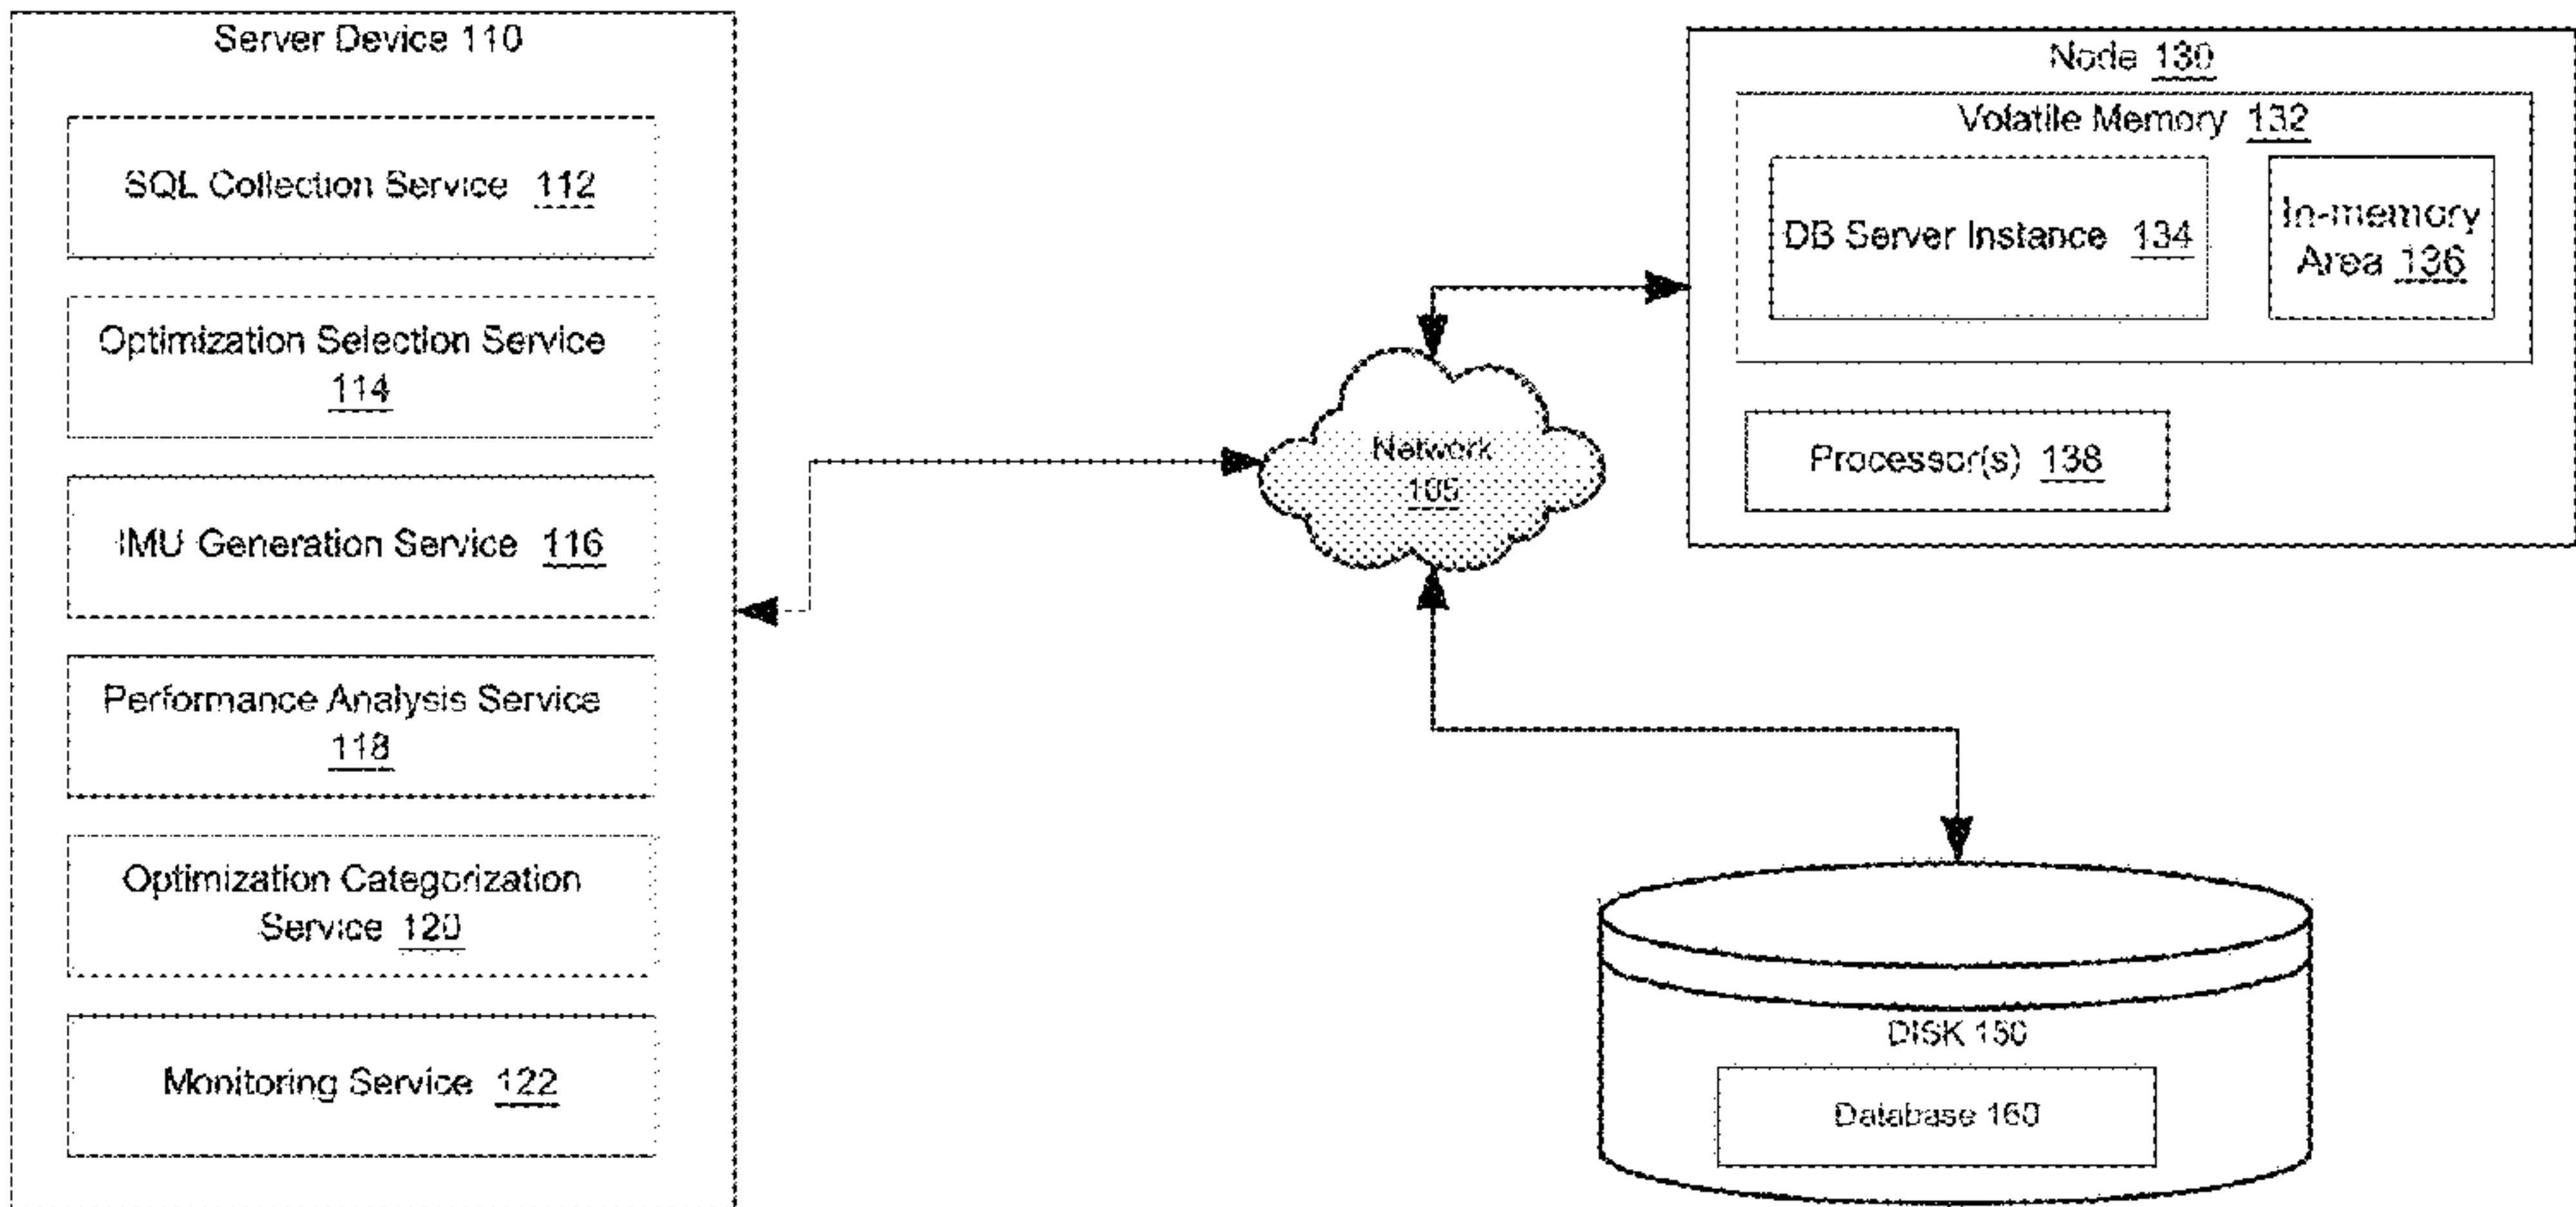 Server Device 110
SQL Collection Service 112
Optimization Selection Service
114
IMU Generation Service 116
Performance Analysis Service
118
Optimization Categorization
Service 120
Monitoring Service 122
Network
105
Node 130
Volatile Memory 132
DB Server Instance 134
In-memory
Area 136
Processor(s) 138
DISK 150
Database 160